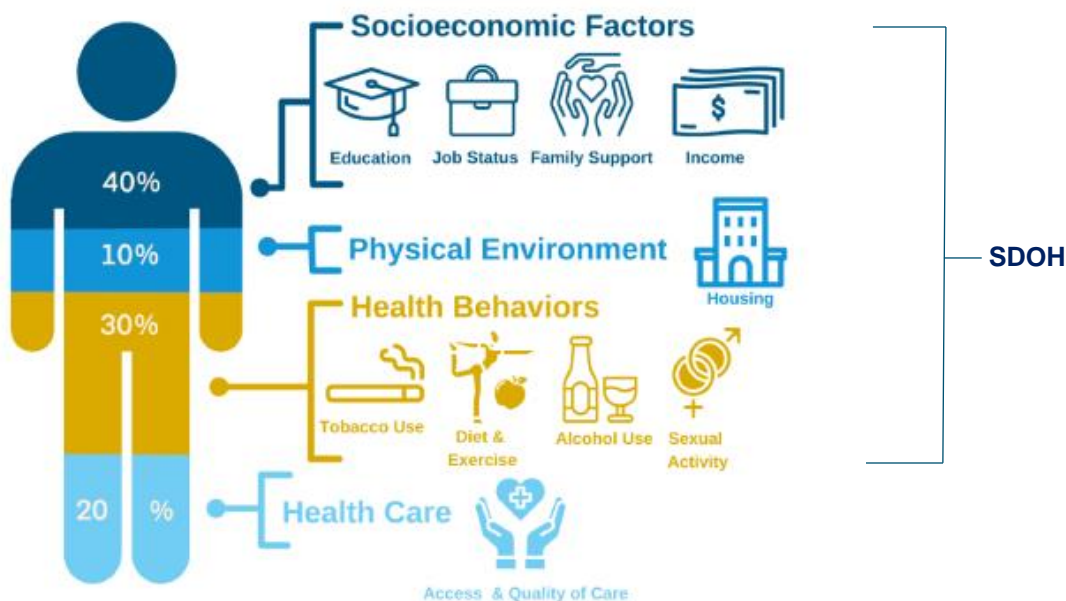 Socioeconomic Factors
Education Job Status Family Support Income
40%
10%
Physical Environment
Housing
SDOH
30%
Health Behaviors
Tobacco Use
Diet &
Exercise
Alcohol Use
Sexual
Activity
20 %
Health Care
Access & Quality of Care